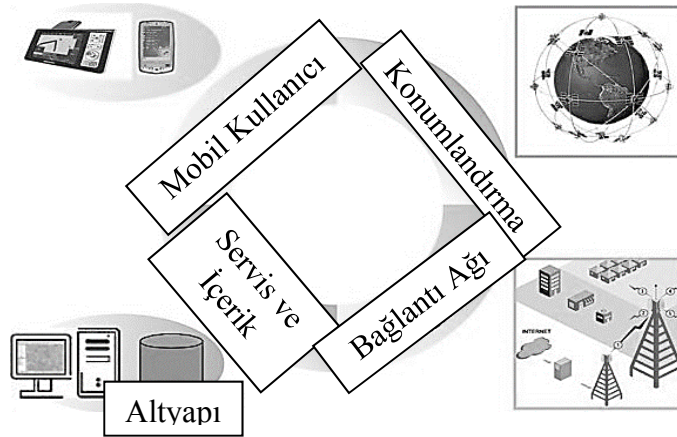 Mobil Kullanıcı
Konumlandırma
Servis ve
İçerik
Bağlantı Ağı
INTERNET
Altyapı